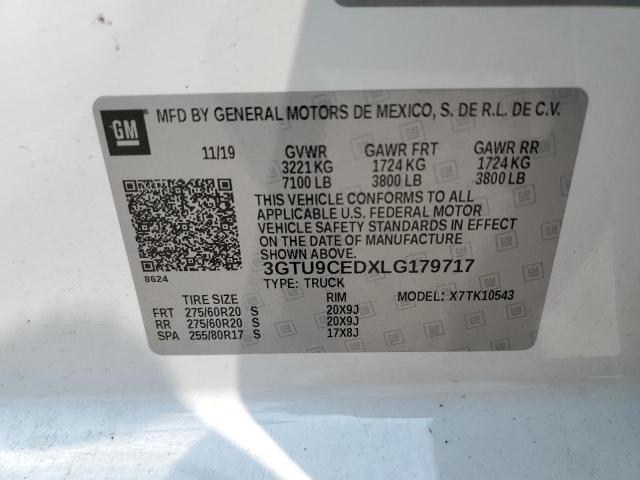 GM
MFD BY GENERAL MOTORS DE MEXICO, S. DE R.L. DE C.V.
11/19 GVWR GAWR FRT GAWR RR
3221 KG 1724 KG 1724 KG
7100 LB 3800 LB 3800 LB
THIS VEHICLE CONFORMS TO ALL
APPLICABLE U.S. FEDERAL MOTOR
VEHICLE SAFETY STANDARDS IN EFFECT
ON THE DATE OF MANUFACTURE
SHOWN ABOVE.
8624
3GTU9CEDXLG179717
TYPE: TRUCK
TIRE SIZE RIM MODEL: X7TK10543
FRT 275/60R20 S 20X9J
RR 275/60R20 S 20X9J
SPA 255/80R17 S 17X8J